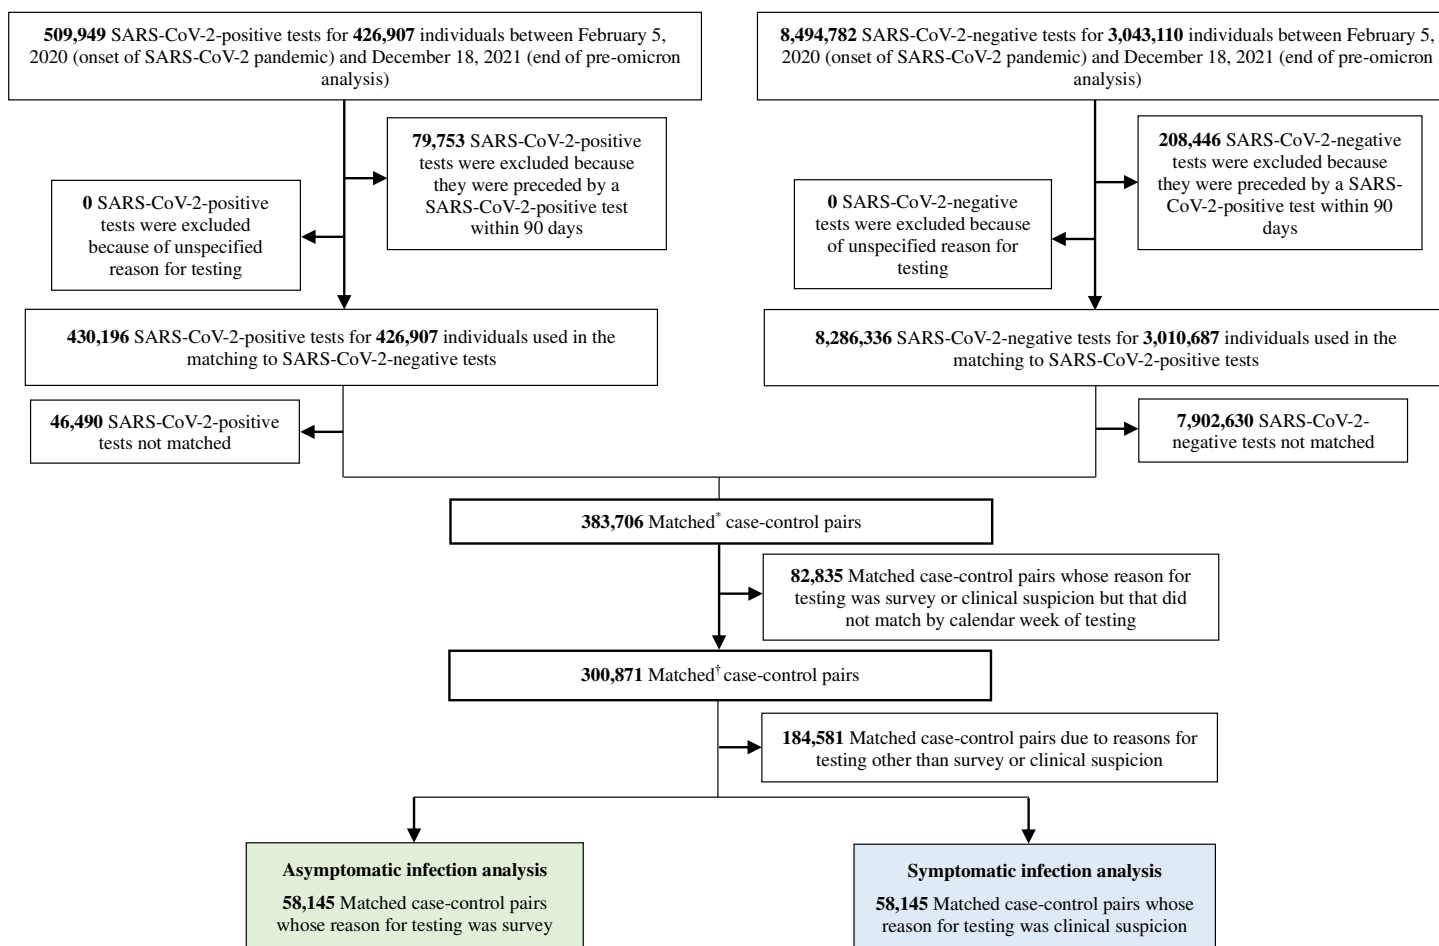 509,949 SARS-CoV-2-positive tests for 426,907 individuals between February 5,
2020 (onset of SARS-CoV-2 pandemic) and December 18, 2021 (end of pre-omicron
analysis)
8,494,782 SARS-CoV-2-negative tests for 3,043,110 individuals between February 5,
2020 (onset of SARS-CoV-2 pandemic) and December 18, 2021 (end of pre-omicron
analysis)
79,753 SARS-CoV-2-positive
tests were excluded because
they were preceded by a
SARS-CoV-2-positive test
within 90 days
208,446 SARS-CoV-2-negative
tests were excluded because
they were preceded by a SARS-
CoV-2-positive test within 90
days
0 SARS-CoV-2-positive
tests were excluded
because of unspecified
reason for testing
0 SARS-CoV-2-negative
tests were excluded because
of unspecified reason for
testing
430,196 SARS-CoV-2-positive tests for 426,907 individuals used in the
matching to SARS-CoV-2-negative tests
8,286,336 SARS-CoV-2-negative tests for 3,010,687 individuals used in the
matching to SARS-CoV-2-positive tests
46,490 SARS-CoV-2-positive
tests not matched
7,902,630 SARS-CoV-2-
negative tests not matched
383,706 Matched* case-control pairs
82,835 Matched case-control pairs whose reason for
testing was survey or clinical suspicion but that did
not match by calendar week of testing
300,871 Matched† case-control pairs
184,581 Matched case-control pairs due to reasons for
testing other than survey or clinical suspicion
Asymptomatic infection analysis
58,145 Matched case-control pairs
whose reason for testing was survey
Symptomatic infection analysis
58,145 Matched case-control pairs whose
reason for testing was clinical suspicion